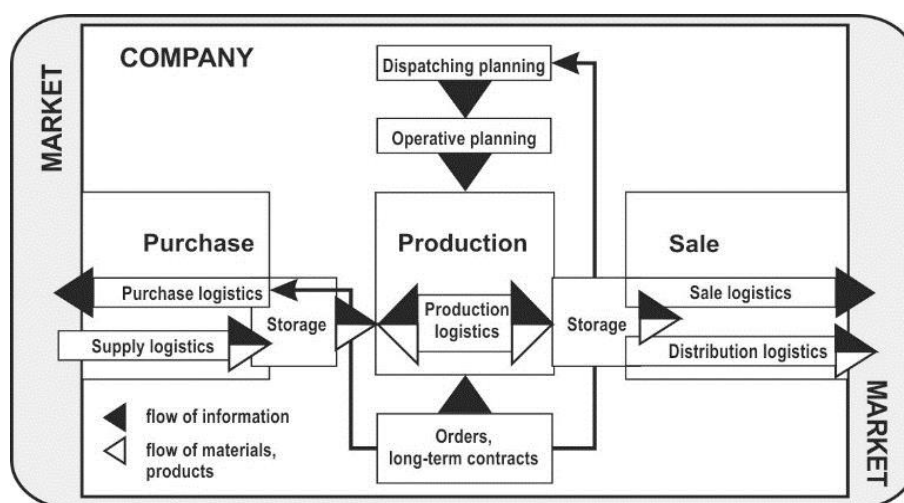 COMPANY
MARKET
Dispatching planning
Operative planning
Purchase
Production
Sale
Purchase logistics
Supply logistics
Storage
Production
logistics
Storage
Sale logistics
Distribution logistics
flow of information
flow of materials,
products
Orders,
long-term contracts
MARKET